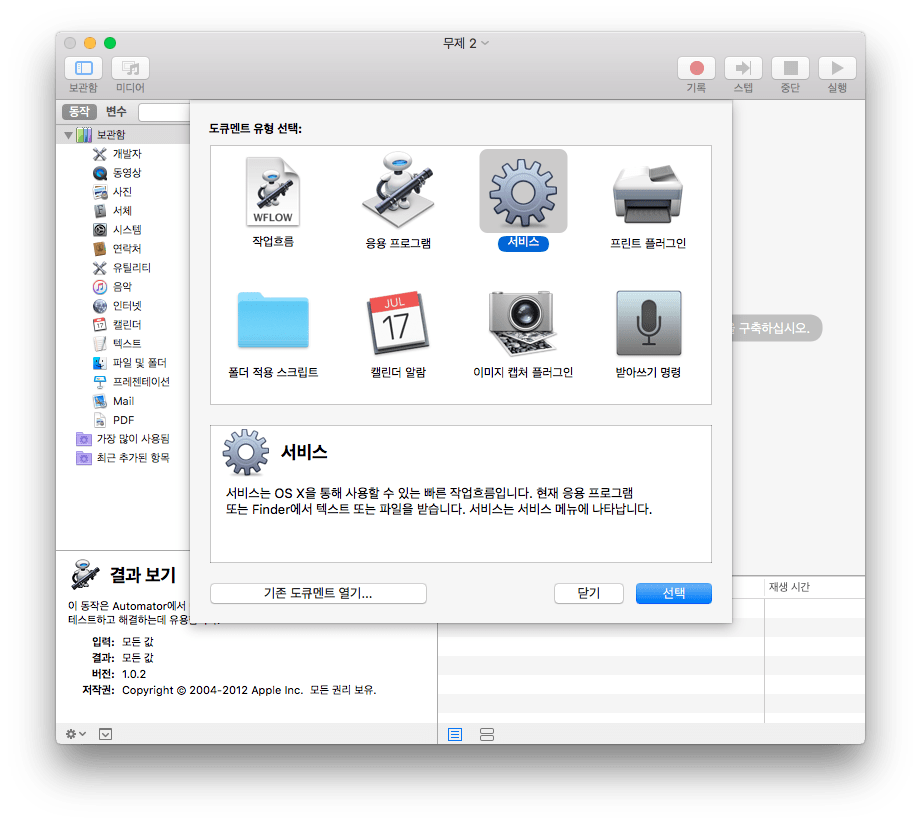 무제 2
보관함
미디어
기록
스텝
중단
실행
동작
변수
보관함
개발자
동영상
사진
서체
시스템
연락처
유틸리티
음악
인터넷
캘린더
텍스트
파일 및 폴더
프레젠테이션
Mail
PDF
가장 많이 사용됨
최근 추가된 항목
도큐멘트 유형 선택:
WFLOW
작업흐름
응용 프로그램
서비스
프린트 플러그인
폴더 적용 스크립트
JUL
17
캘린더 알람
이미지 캡처 플러그인
받아쓰기 명령
구축하십시오.
서비스
서비스는 OS X을 통해 사용할 수 있는 빠른 작업흐름입니다. 현재 응용 프로그램
또는 Finder에서 텍스트 또는 파일을 받습니다. 서비스는 서비스 메뉴에 나타납니다.
기존 도큐멘트 열기...
닫기
선택
결과 보기
이 동작은 Automator에서
테스트하고 해결하는데
입력: 모든 값
결과: 모든 값
버전: 1.0.2
저작권: Copyright © 2004-2012 Apple Inc. 모든 권리 보유.
재생 시간